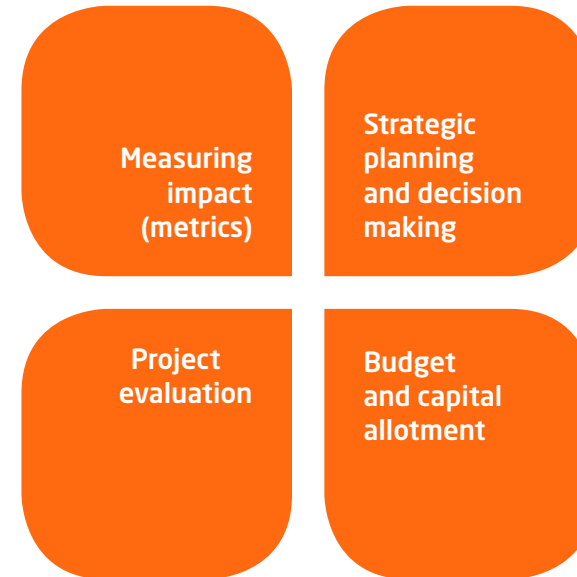 Measuring
impact
(metrics)
Strategic
planning
and decision
making
Project
evaluation
Budget
and capital
allotment